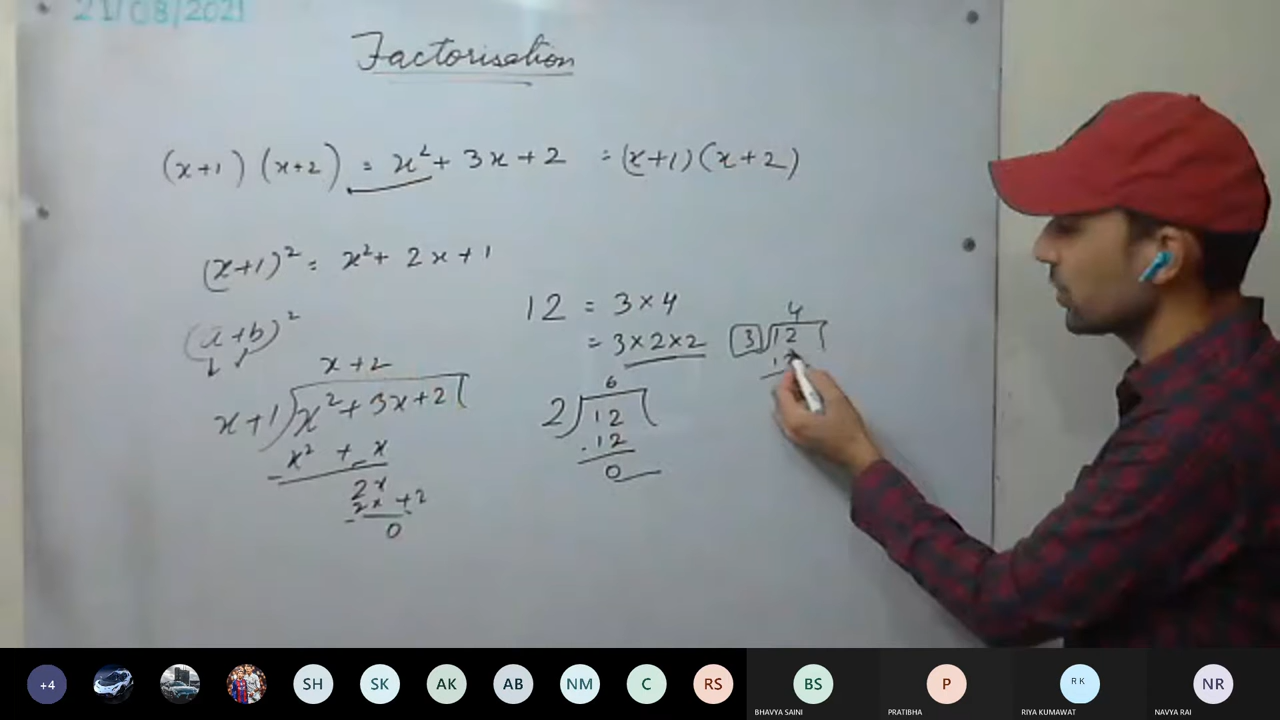 21/08/2021
Factorisation
(x+1) (x+2) = x² + 3x + 2 = (x+1) (x+2)
(x+1)² = x² + 2x + 1
12 = 3 × 4
= 3 × 2 × 2
(a+b)²
x + 2
x+1) x² + 3x + 2
x² + x
2x
2x + 2
0
6
2) 12
12
0
4
3) 12
+4
SH
SK
AK
AB
NM
C
RS
BS
BHAVYA SAINI
P
PRATIBHA
R K
RIYA KUMAWAT
NR
NAVYA RAI